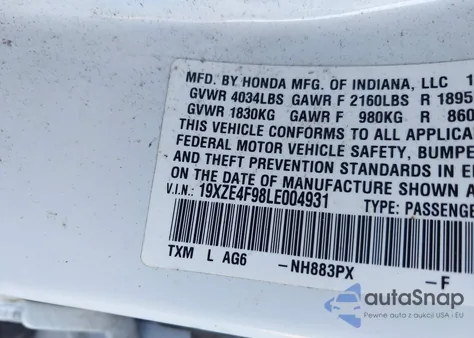 MFD. BY HONDA MFG. OF INDIANA, LLC 1
GVWR 4034LBS GAWR F 2160LBS R 1895
GVWR 1830KG GAWR F 980KG R 860
THIS VEHICLE CONFORMS TO ALL APPLICA
FEDERAL MOTOR VEHICLE SAFETY, BUMPE
AND THEFT PREVENTION STANDARDS IN E
ON THE DATE OF MANUFACTURE SHOWN A
V.I.N: 19XZE4F98LE004931 TYPE: PASSENGE
TXM L AG6 -NH883PX -F
autoSnap
Pewne auto z USA i EU